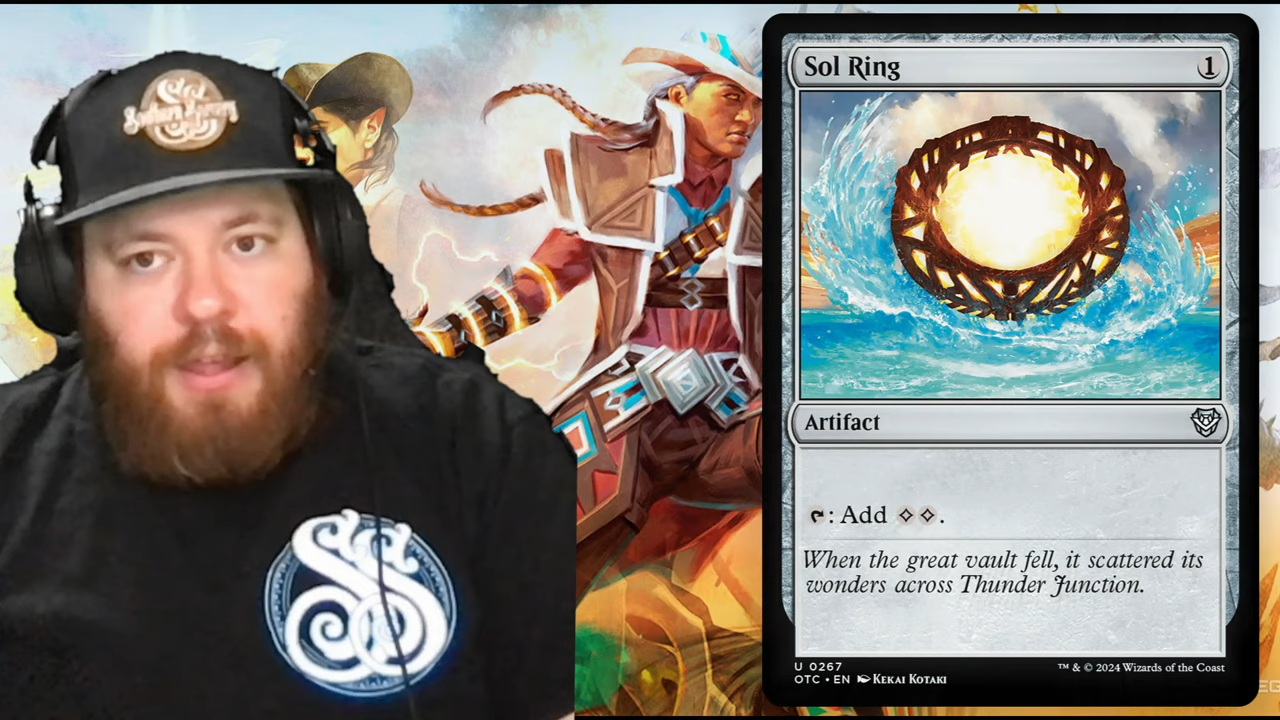 Sol Ring 1
Artifact
: Add .
When the great vault fell, it scattered its
wonders across Thunder Junction.
U 0267
OTC • EN KEKAI KOTAKI
™ & © 2024 Wizards of the Coast